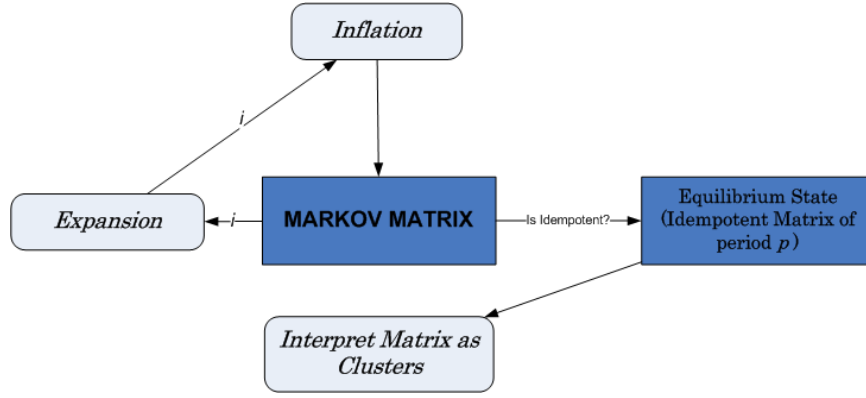 Inflation
i
Expansion
i
MARKOV MATRIX
Is Idempotent?
Equilibrium State
(Idempotent Matrix of
period p )
Interpret Matrix as
Clusters